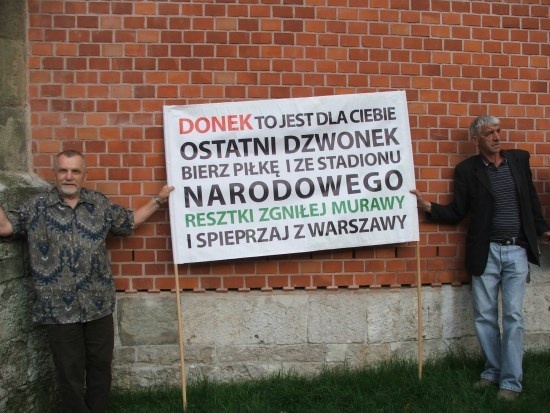 DONEK TO JEST DLA CIEBIE
OSTATNI DZWONEK
BIERZ PIŁKĘ I ZE STADIONU
NARODOWEGO
RESZTKI ZGNIŁEJ MURAWY
I SPIEPRZAJ Z WARSZAWY